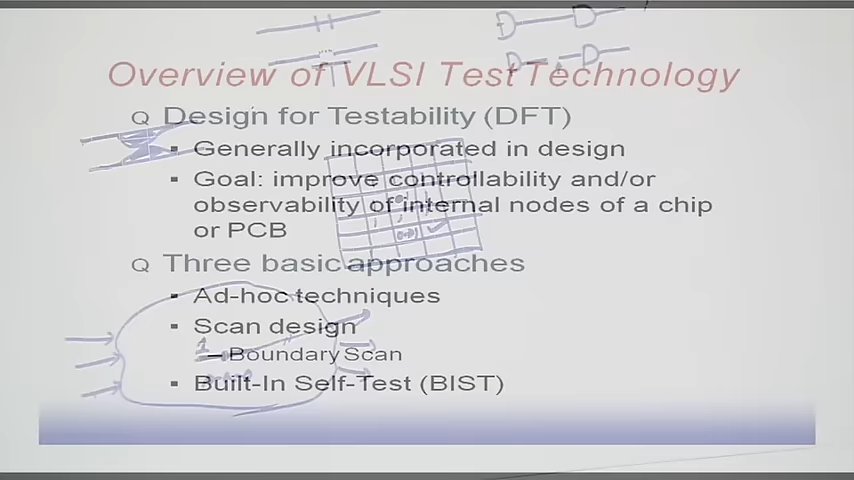 Overview of VLSI Test Technology
Q Design for Testability (DFT)
▪ Generally incorporated in design
▪ Goal: improve controllability and/or
observability of internal nodes of a chip
or PCB
Q Three basic approaches
▪ Ad-hoc techniques
▪ Scan design
– Boundary Scan
▪ Built-In Self-Test (BIST)